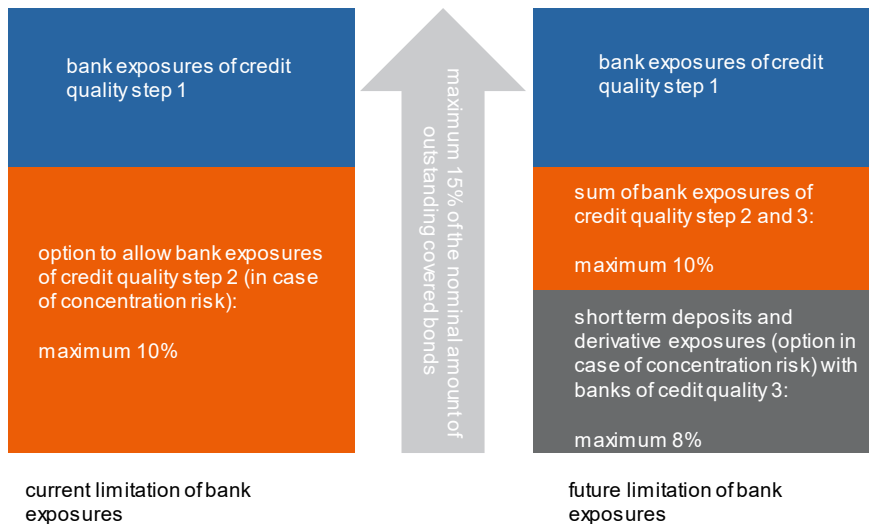 bank exposures of credit
quality step 1
option to allow bank exposures
of credit quality step 2 (in case
of concentration risk):
maximum 10%
current limitation of bank
exposures
maximum 15% of the nominal amount of
outstanding covered bonds
bank exposures of credit
quality step 1
sum of bank exposures of
credit quality step 2 and 3:
maximum 10%
short term deposits and
derivative exposures (option in
case of concentration risk) with
banks of cedit quality 3:
maximum 8%
future limitation of bank
exposures